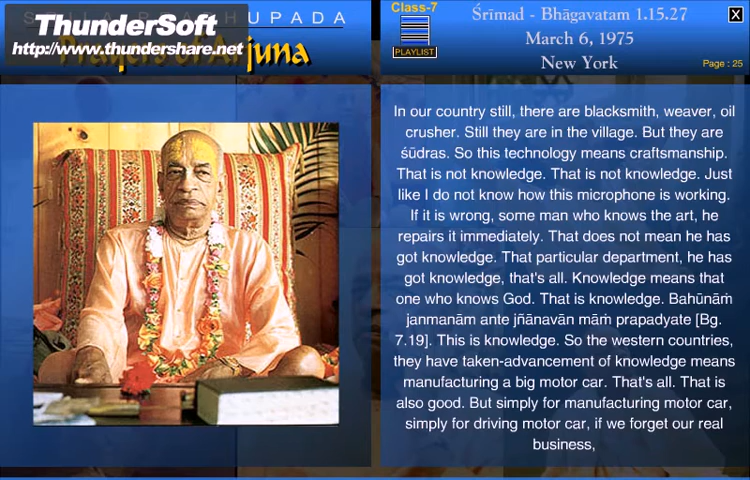 ThunderSoft
http://www.thundershare.net
PRABHUPADA
Prayers of Arjuna
Class-7
PLAYLIST
Śrīmad - Bhāgavatam 1.15.27
March 6, 1975
New York
X
Page : 25
In our country still, there are blacksmith, weaver, oil
crusher. Still they are in the village. But they are
śūdras. So this technology means craftsmanship.
That is not knowledge. That is not knowledge. Just
like I do not know how this microphone is working.
If it is wrong, some man who knows the art, he
repairs it immediately. That does not mean he has
got knowledge. That particular department, he has
got knowledge, that's all. Knowledge means that
one who knows God. That is knowledge. Bahūnāṁ
janmanām ante jñānavān māṁ prapadyate [Bg.
7.19]. This is knowledge. So the western countries,
they have taken-advancement of knowledge means
manufacturing a big motor car. That's all. That is
also good. But simply for manufacturing motor car,
simply for driving motor car, if we forget our real
business,